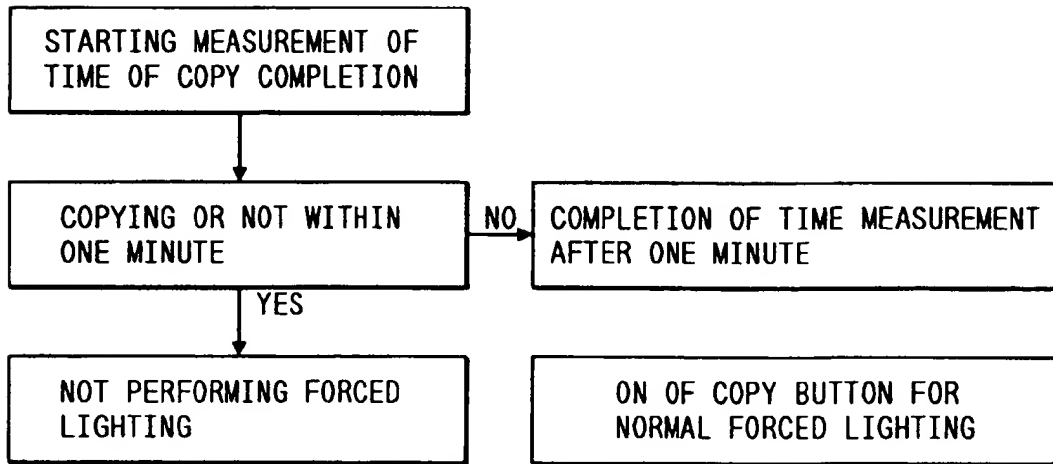 STARTING MEASUREMENT OF
TIME OF COPY COMPLETION
COPYING OR NOT WITHIN
ONE MINUTE
NO
COMPLETION OF TIME MEASUREMENT
AFTER ONE MINUTE
YES
NOT PERFORMING FORCED
LIGHTING
ON OF COPY BUTTON FOR
NORMAL FORCED LIGHTING